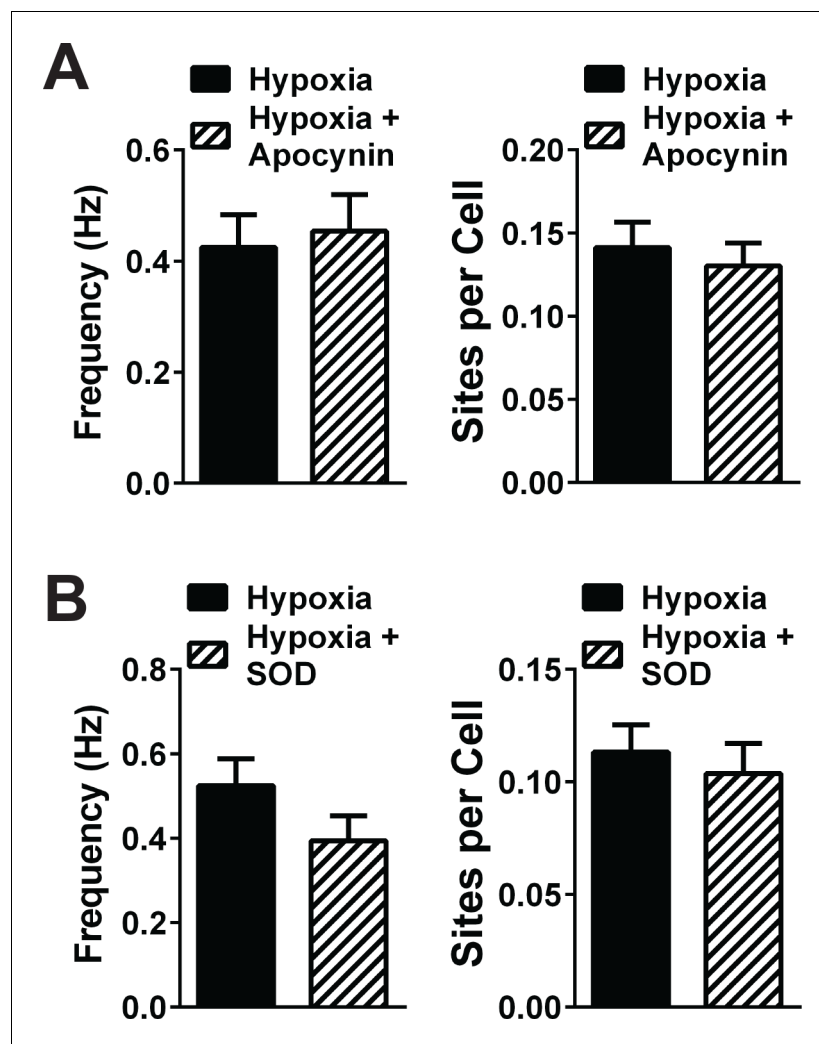 A
Hypoxia
Hypoxia +
Apocynin
Frequency (Hz)
0.6
0.4
0.2
0.0
Hypoxia
Hypoxia +
Apocynin
Sites per Cell
0.20
0.15
0.10
0.05
0.00
B
Hypoxia
Hypoxia +
SOD
Frequency (Hz)
0.8
0.6
0.4
0.2
0.0
Hypoxia
Hypoxia +
SOD
Sites per Cell
0.15
0.10
0.05
0.00